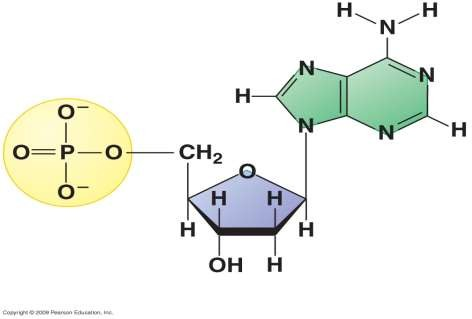 H H
N
N N
H
N N H
O⁻
O P O CH₂ O
O⁻
H H H H
OH H
Copyright © 2009 Pearson Education, Inc.